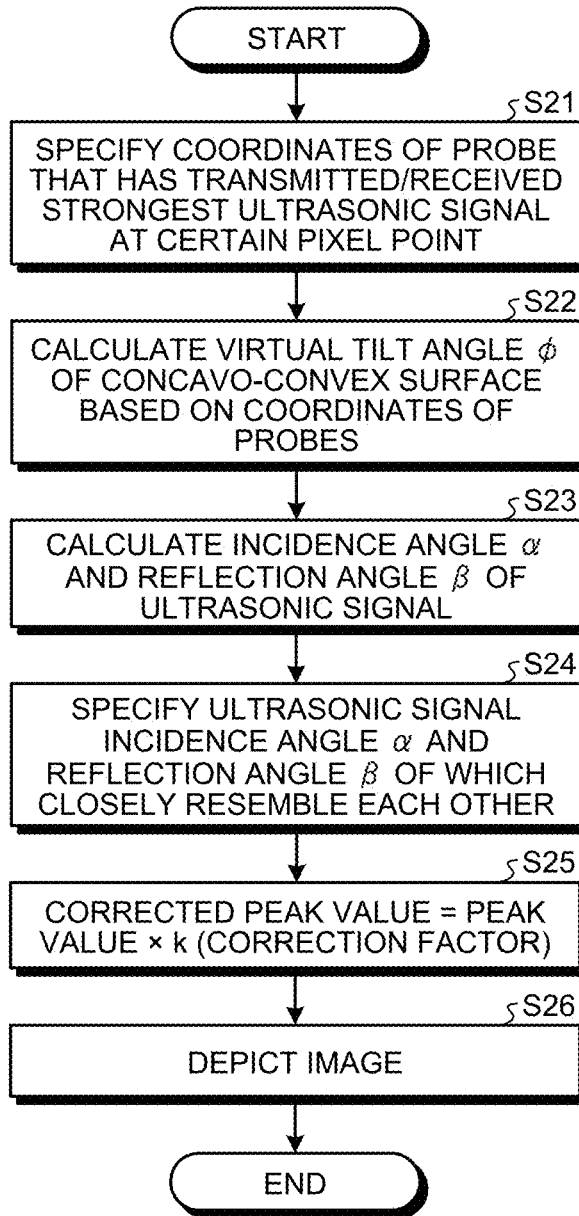 START
S21
SPECIFY COORDINATES OF PROBE
THAT HAS TRANSMITTED/RECEIVED
STRONGEST ULTRASONIC SIGNAL
AT CERTAIN PIXEL POINT
S22
CALCULATE VIRTUAL TILT ANGLE ϕ
OF CONCAVO-CONVEX SURFACE
BASED ON COORDINATES OF
PROBES
S23
CALCULATE INCIDENCE ANGLE α
AND REFLECTION ANGLE β OF
ULTRASONIC SIGNAL
S24
SPECIFY ULTRASONIC SIGNAL
INCIDENCE ANGLE α AND
REFLECTION ANGLE β OF WHICH
CLOSELY RESEMBLE EACH OTHER
S25
CORRECTED PEAK VALUE = PEAK
VALUE × k (CORRECTION FACTOR)
S26
DEPICT IMAGE
END